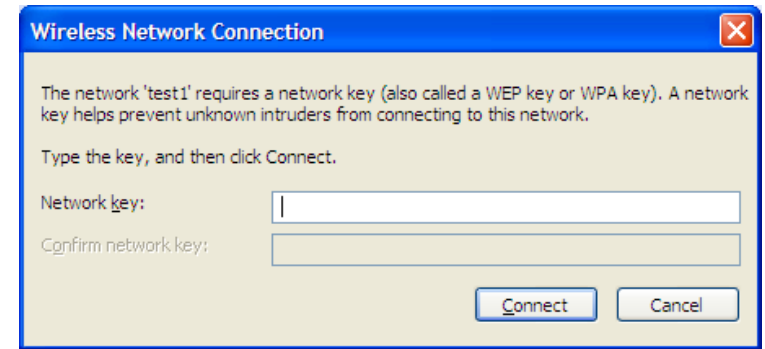 Wireless Network Connection
The network 'test1' requires a network key (also called a WEP key or WPA key). A network
key helps prevent unknown intruders from connecting to this network.
Type the key, and then click Connect.
Network key:
Confirm network key:
Connect Cancel